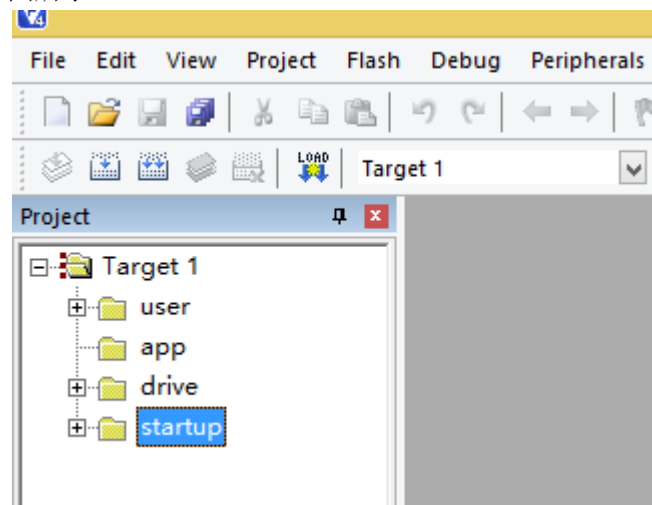 File Edit View Project Flash Debug Peripherals
LOAD Target 1
Project
Target 1
user
app
drive
startup